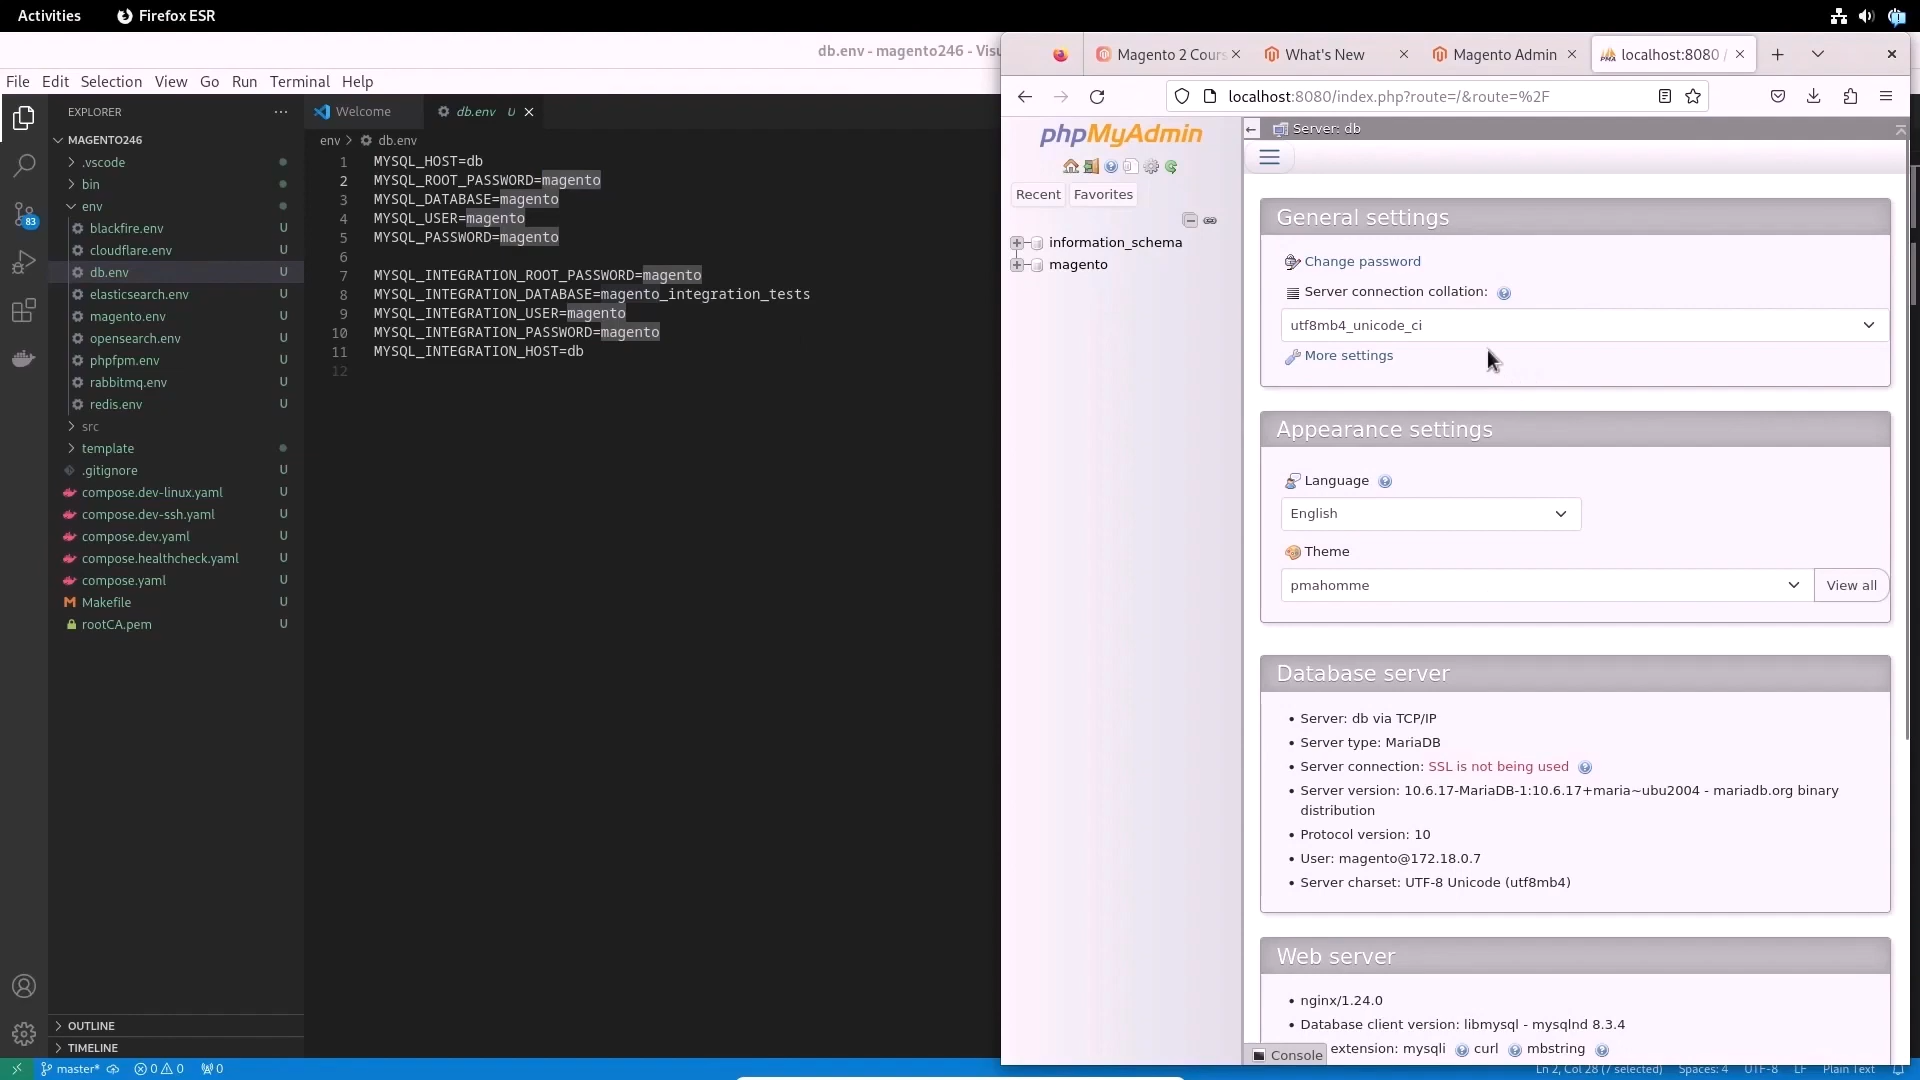 Activities
Firefox ESR
db.env - magento246 - Visu
File Edit Selection View Go Run Terminal Help
EXPLORER
MAGENTO246
.vscode
bin
env
blackfire.env U
cloudflare.env U
db.env U
elasticsearch.env U
magento.env U
opensearch.env U
phpfpm.env U
rabbitmq.env U
redis.env U
src
template
.gitignore U
compose.dev-linux.yaml U
compose.dev-ssh.yaml U
compose.dev.yaml U
compose.healthcheck.yaml U
compose.yaml U
Makefile U
rootCA.pem U
OUTLINE
TIMELINE
83
Welcome
db.env U
env > db.env
1 MYSQL_HOST=db
2 MYSQL_ROOT_PASSWORD=magento
3 MYSQL_DATABASE=magento
4 MYSQL_USER=magento
5 MYSQL_PASSWORD=magento
6
7 MYSQL_INTEGRATION_ROOT_PASSWORD=magento
8 MYSQL_INTEGRATION_DATABASE=magento_integration_tests
9 MYSQL_INTEGRATION_USER=magento
10 MYSQL_INTEGRATION_PASSWORD=magento
11 MYSQL_INTEGRATION_HOST=db
12
master* 0 0 0
Ln 2, Col 28 (7 selected) Spaces: 4 UTF-8 LF Plain Text
Magento 2 Cours
What's New
Magento Admin
localhost:8080 /
localhost:8080/index.php?route=/&route=%2F
phpMyAdmin
Recent Favorites
information_schema
magento
Server: db
General settings
Change password
Server connection collation:
utf8mb4_unicode_ci
More settings
Appearance settings
Language
English
Theme
pmahomme
View all
Database server
• Server: db via TCP/IP
• Server type: MariaDB
• Server connection: SSL is not being used
• Server version: 10.6.17-MariaDB-1:10.6.17+maria~ubu2004 - mariadb.org binary
distribution
• Protocol version: 10
• User: magento@172.18.0.7
• Server charset: UTF-8 Unicode (utf8mb4)
Web server
• nginx/1.24.0
• Database client version: libmysql - mysqlnd 8.3.4
extension: mysqli curl mbstring
Console